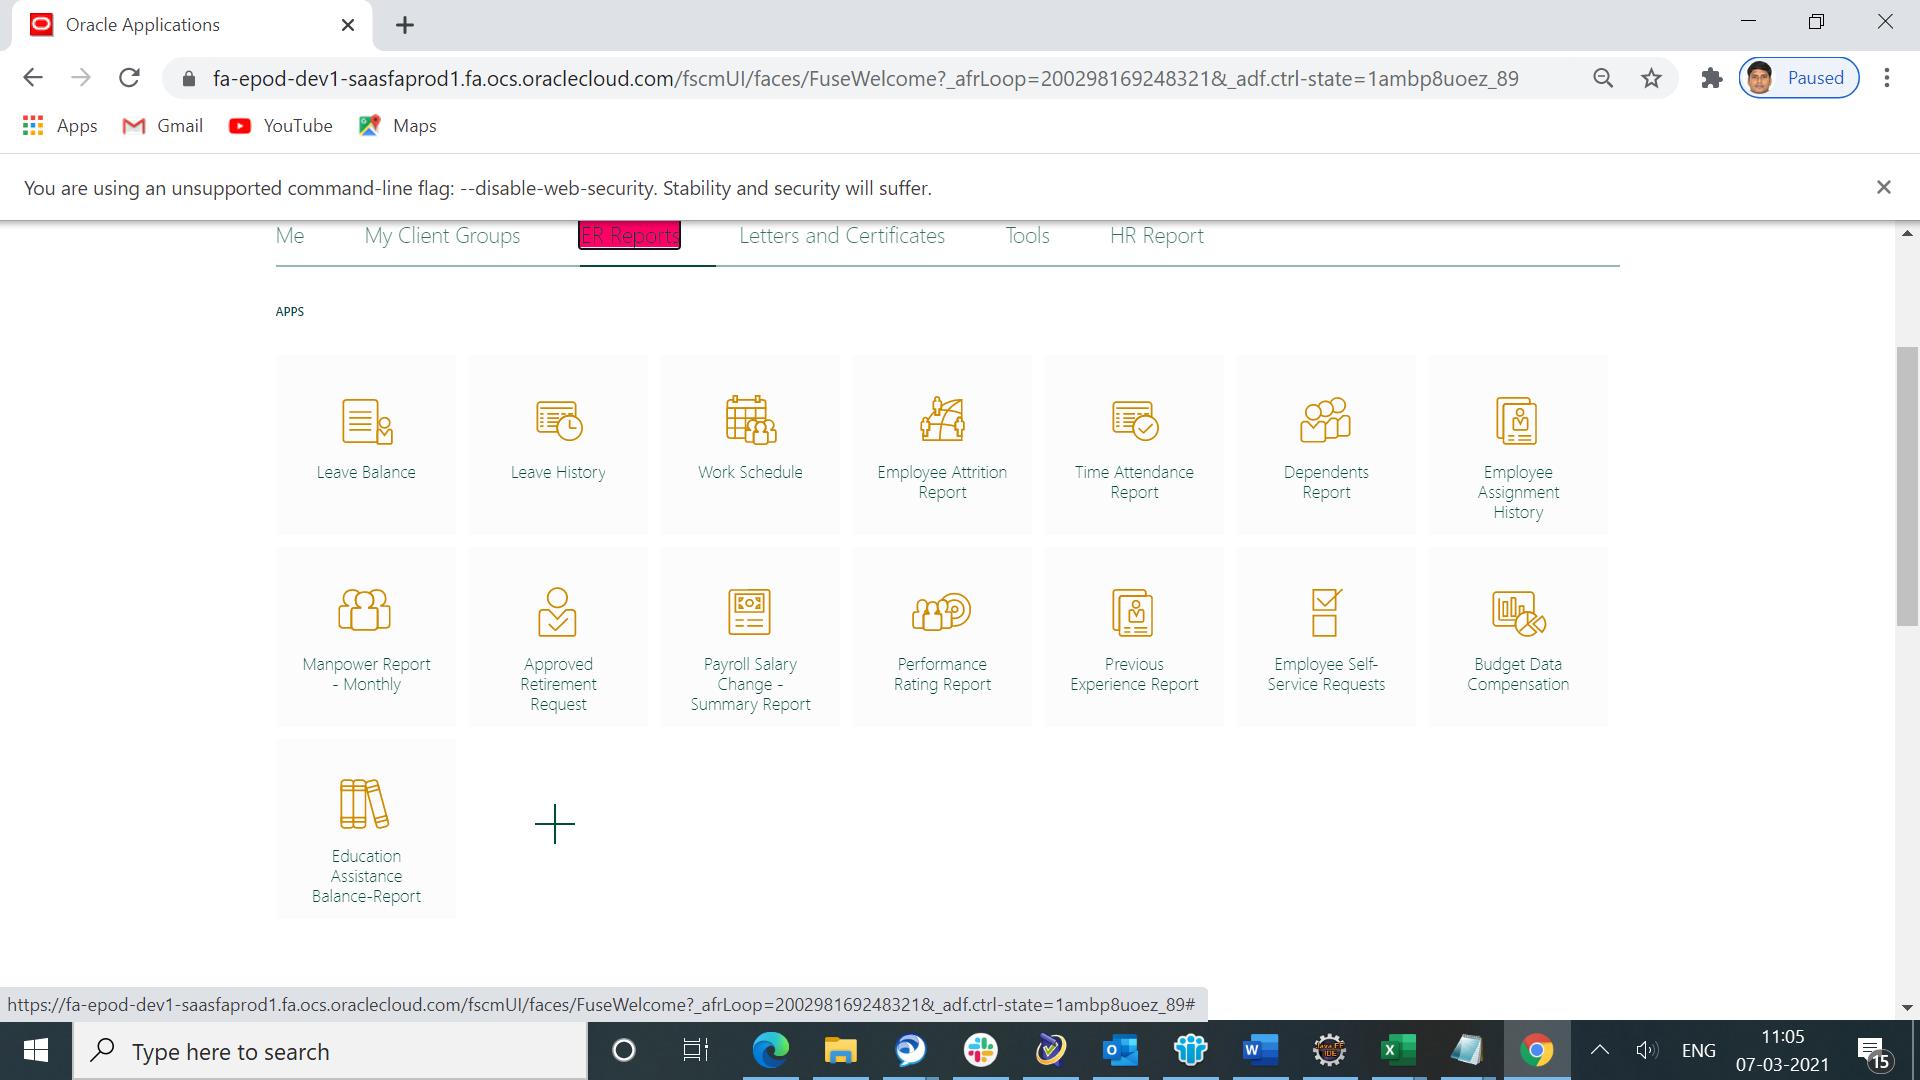 Oracle Applications
fa-epod-dev1-saasfaprod1.fa.ocs.oraclecloud.com/fscmUI/faces/FuseWelcome?_afrLoop=200298169248321&_adf.ctrl-state=1ambp8uoez_89
Paused
Apps Gmail YouTube Maps
You are using an unsupported command-line flag: --disable-web-security. Stability and security will suffer.
Me My Client Groups ER Reports Letters and Certificates Tools HR Report
APPS
Leave Balance
Leave History
Work Schedule
Employee Attrition
Report
Time Attendance
Report
Dependents
Report
Employee
Assignment
History
Manpower Report
- Monthly
Approved
Retirement
Request
Payroll Salary
Change -
Summary Report
Performance
Rating Report
Previous
Experience Report
Employee Self-
Service Requests
Budget Data
Compensation
Education
Assistance
Balance-Report
https://fa-epod-dev1-saasfaprod1.fa.ocs.oraclecloud.com/fscmUI/faces/FuseWelcome?_afrLoop=200298169248321&_adf.ctrl-state=1ambp8uoez_89#
Type here to search
ENG
11:05
07-03-2021
15